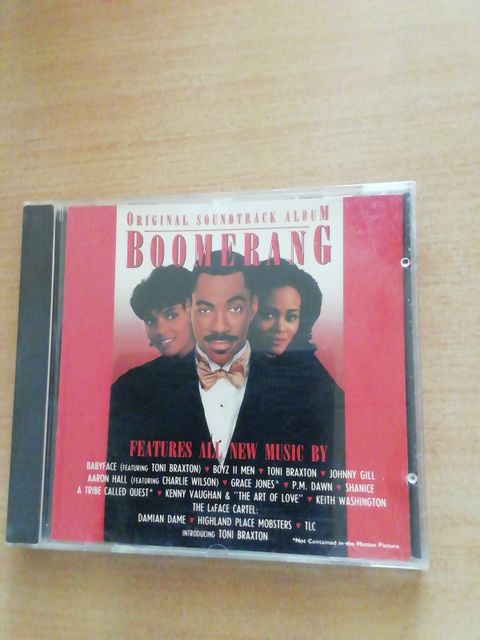 ORIGINAL SOUNDTRACK ALBUM
BOOMERANG
FEATURES ALL NEW MUSIC BY
BABYFACE (FEATURING TONI BRAXTON) ♥ BOYZ II MEN ♥ TONI BRAXTON ♥ JOHNNY GILL
AARON HALL (FEATURING CHARLIE WILSON) ♥ GRACE JONES* ♥ P.M. DAWN ♥ SHANICE
A TRIBE CALLED QUEST* ♥ KENNY VAUGHAN & "THE ART OF LOVE" ♥ KEITH WASHINGTON
THE LAFACE CARTEL:
DAMIAN DAME ♥ HIGHLAND PLACE MOBSTERS ♥ TLC
INTRODUCING TONI BRAXTON
*Not Contained in the Motion Picture